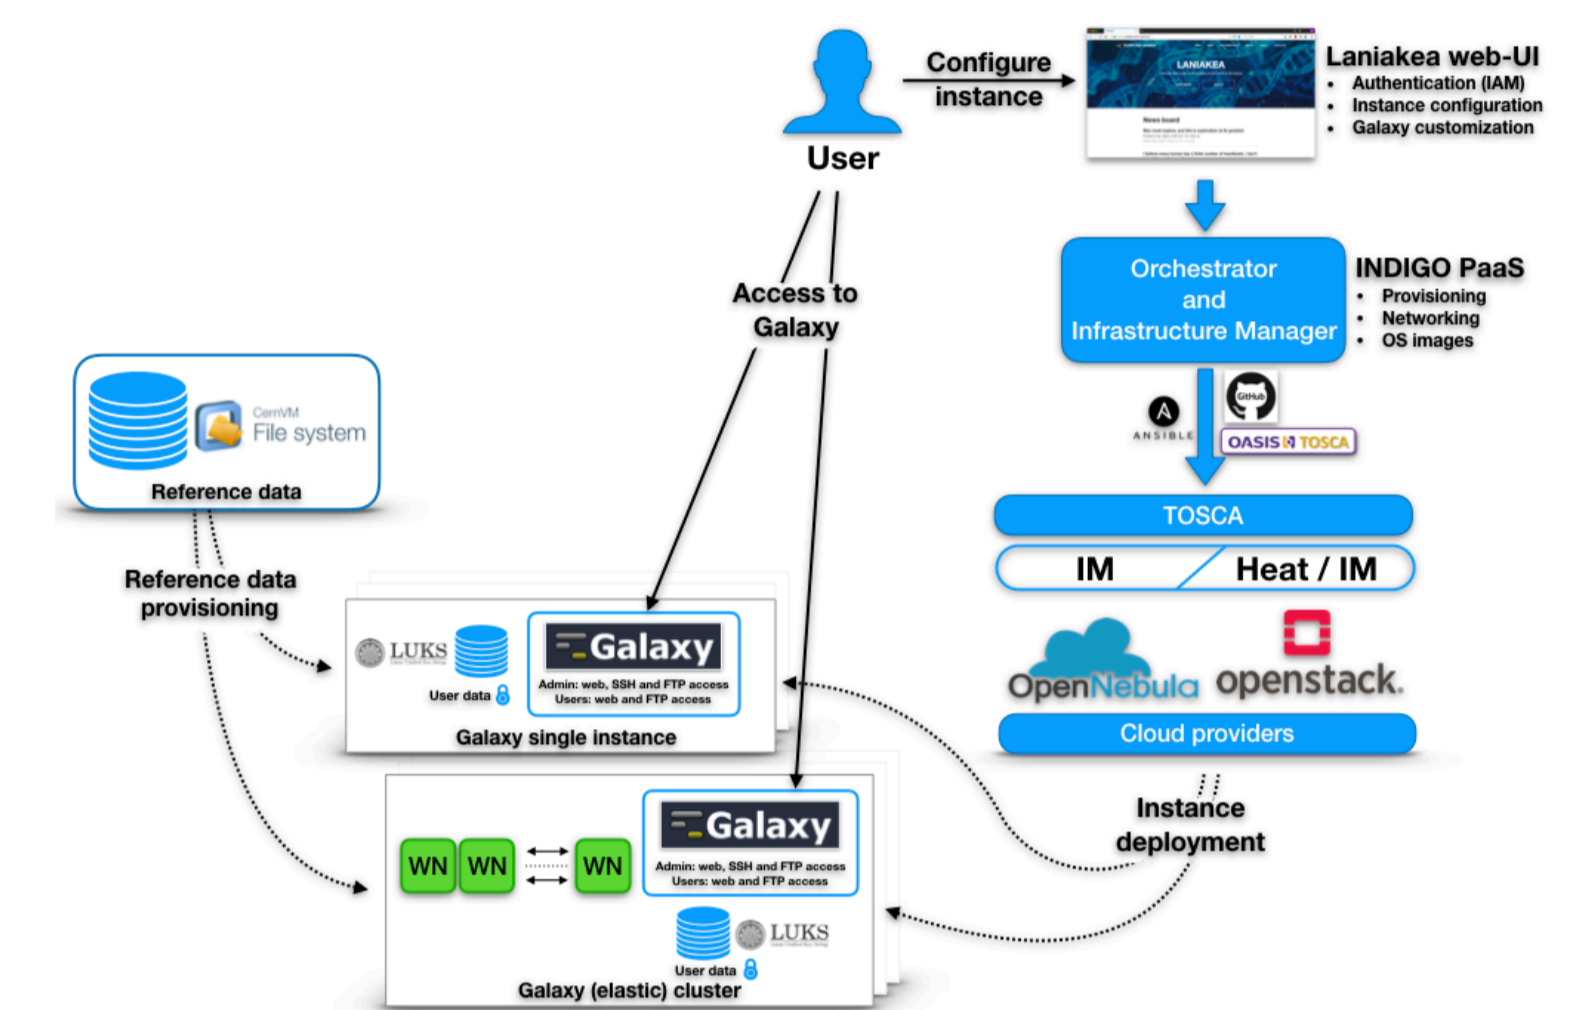 User
Configure
instance
LANIAKEA
News board
Laniakea web-UI
• Authentication (IAM)
• Instance configuration
• Galaxy customization
Orchestrator
and
Infrastructure Manager
INDIGO PaaS
• Provisioning
• Networking
• OS images
Access to
Galaxy
ANSIBLE
GitHub
OASIS TOSCA
TOSCA
IM
Heat / IM
OpenNebula
openstack.
Cloud providers
Instance
deployment
CernVM
File system
Reference data
Reference data
provisioning
LUKS
User data
Galaxy
Admin: web, SSH and FTP access
Users: web and FTP access
Galaxy single instance
WN
WN
WN
Galaxy
Admin: web, SSH and FTP access
Users: web and FTP access
LUKS
User data
Galaxy (elastic) cluster